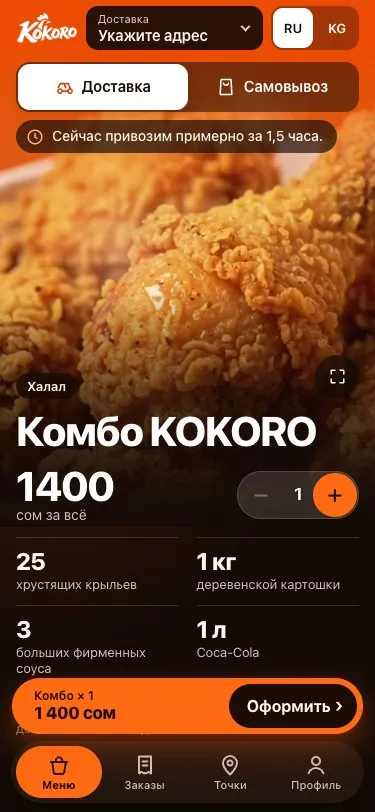 Kokoro
Доставка
Укажите адрес
RU
KG
Доставка
Самовывоз
Сейчас привозим примерно за 1,5 часа.
Халал
Комбо KOKORO
1400
сом за всё
1
25
хрустящих крыльев
1 кг
деревенской картошки
3
больших фирменных
соуса
1 л
Coca-Cola
Комбо × 1
1 400 сом
Оформить
Меню
Заказы
Точки
Профиль